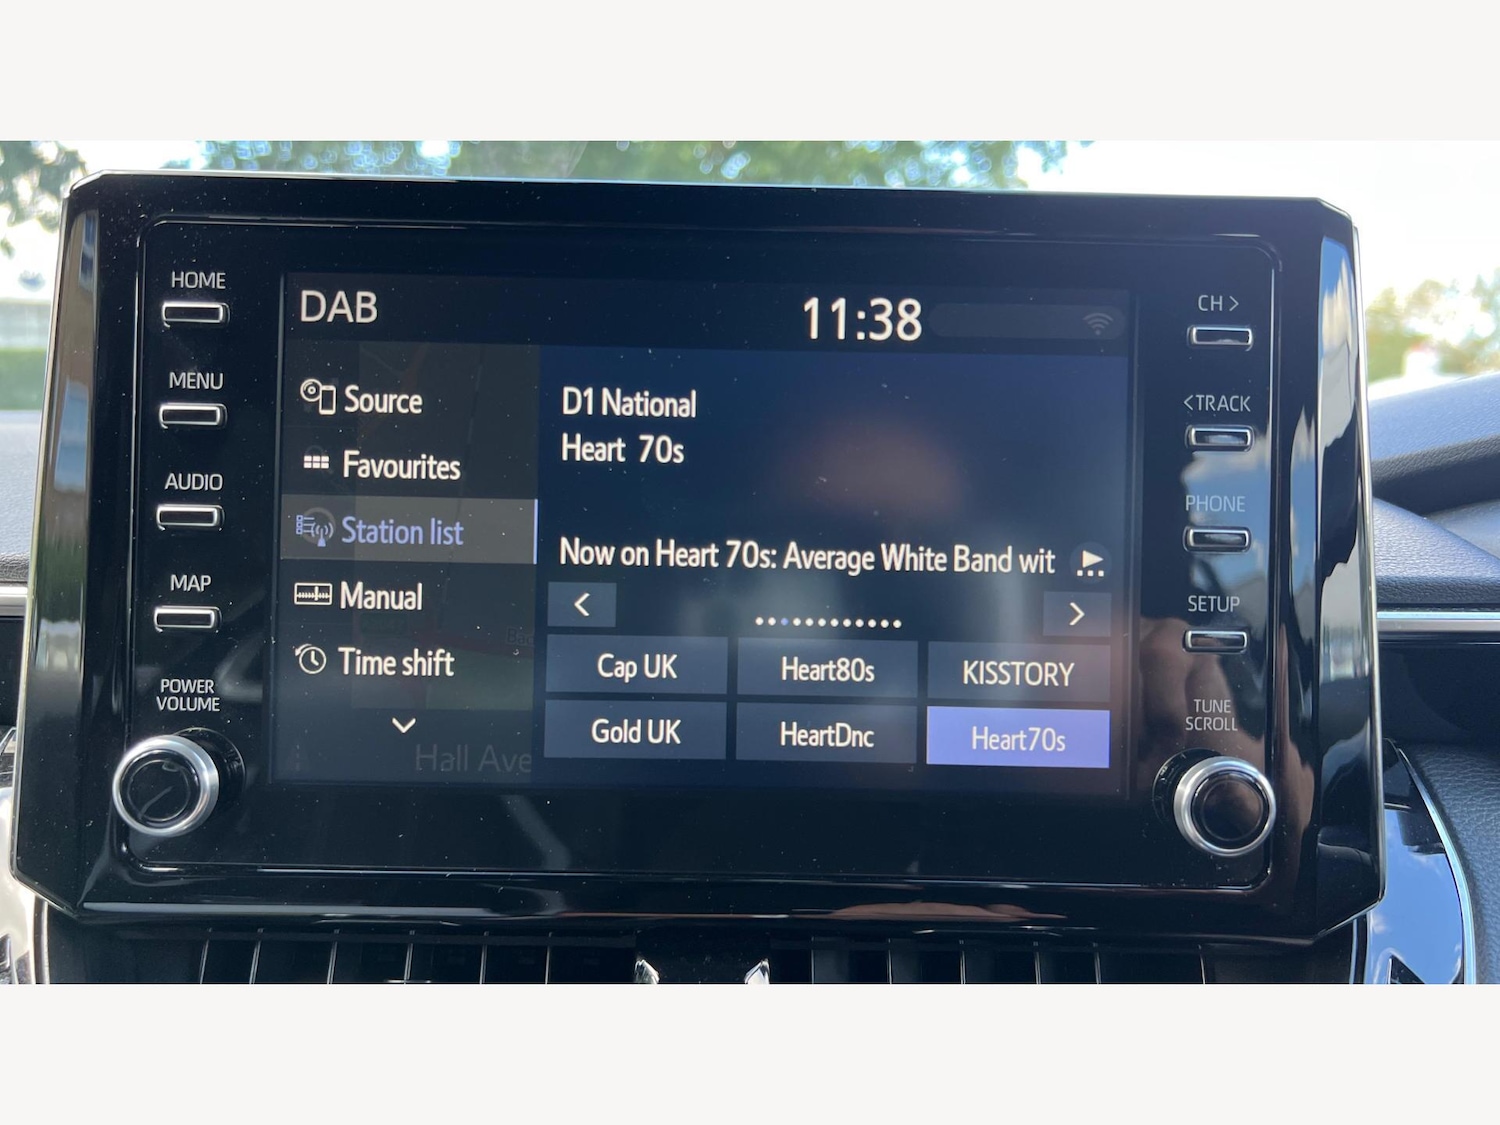 HOME
MENU
AUDIO
MAP
POWER
VOLUME
DAB
11:38
Source
Favourites
Station list
Manual
Time shift
Hall Ave
D1 National
Heart 70s
Now on Heart 70s: Average White Band wit
Cap UK
Heart80s
KISSTORY
Gold UK
HeartDnc
Heart70s
CH >
<TRACK
PHONE
SETUP
TUNE
SCROLL